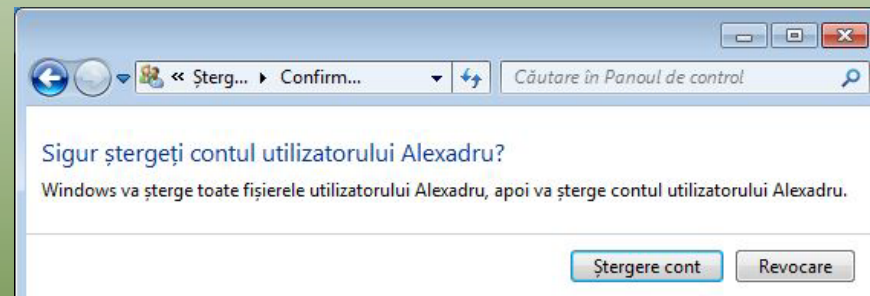 « Șterg... ▸ Confirm... Căutare în Panoul de control
Sigur ștergeți contul utilizatorului Alexadru?
Windows va șterge toate fișierele utilizatorului Alexadru, apoi va șterge contul utilizatorului Alexadru.
Ștergere cont Revocare